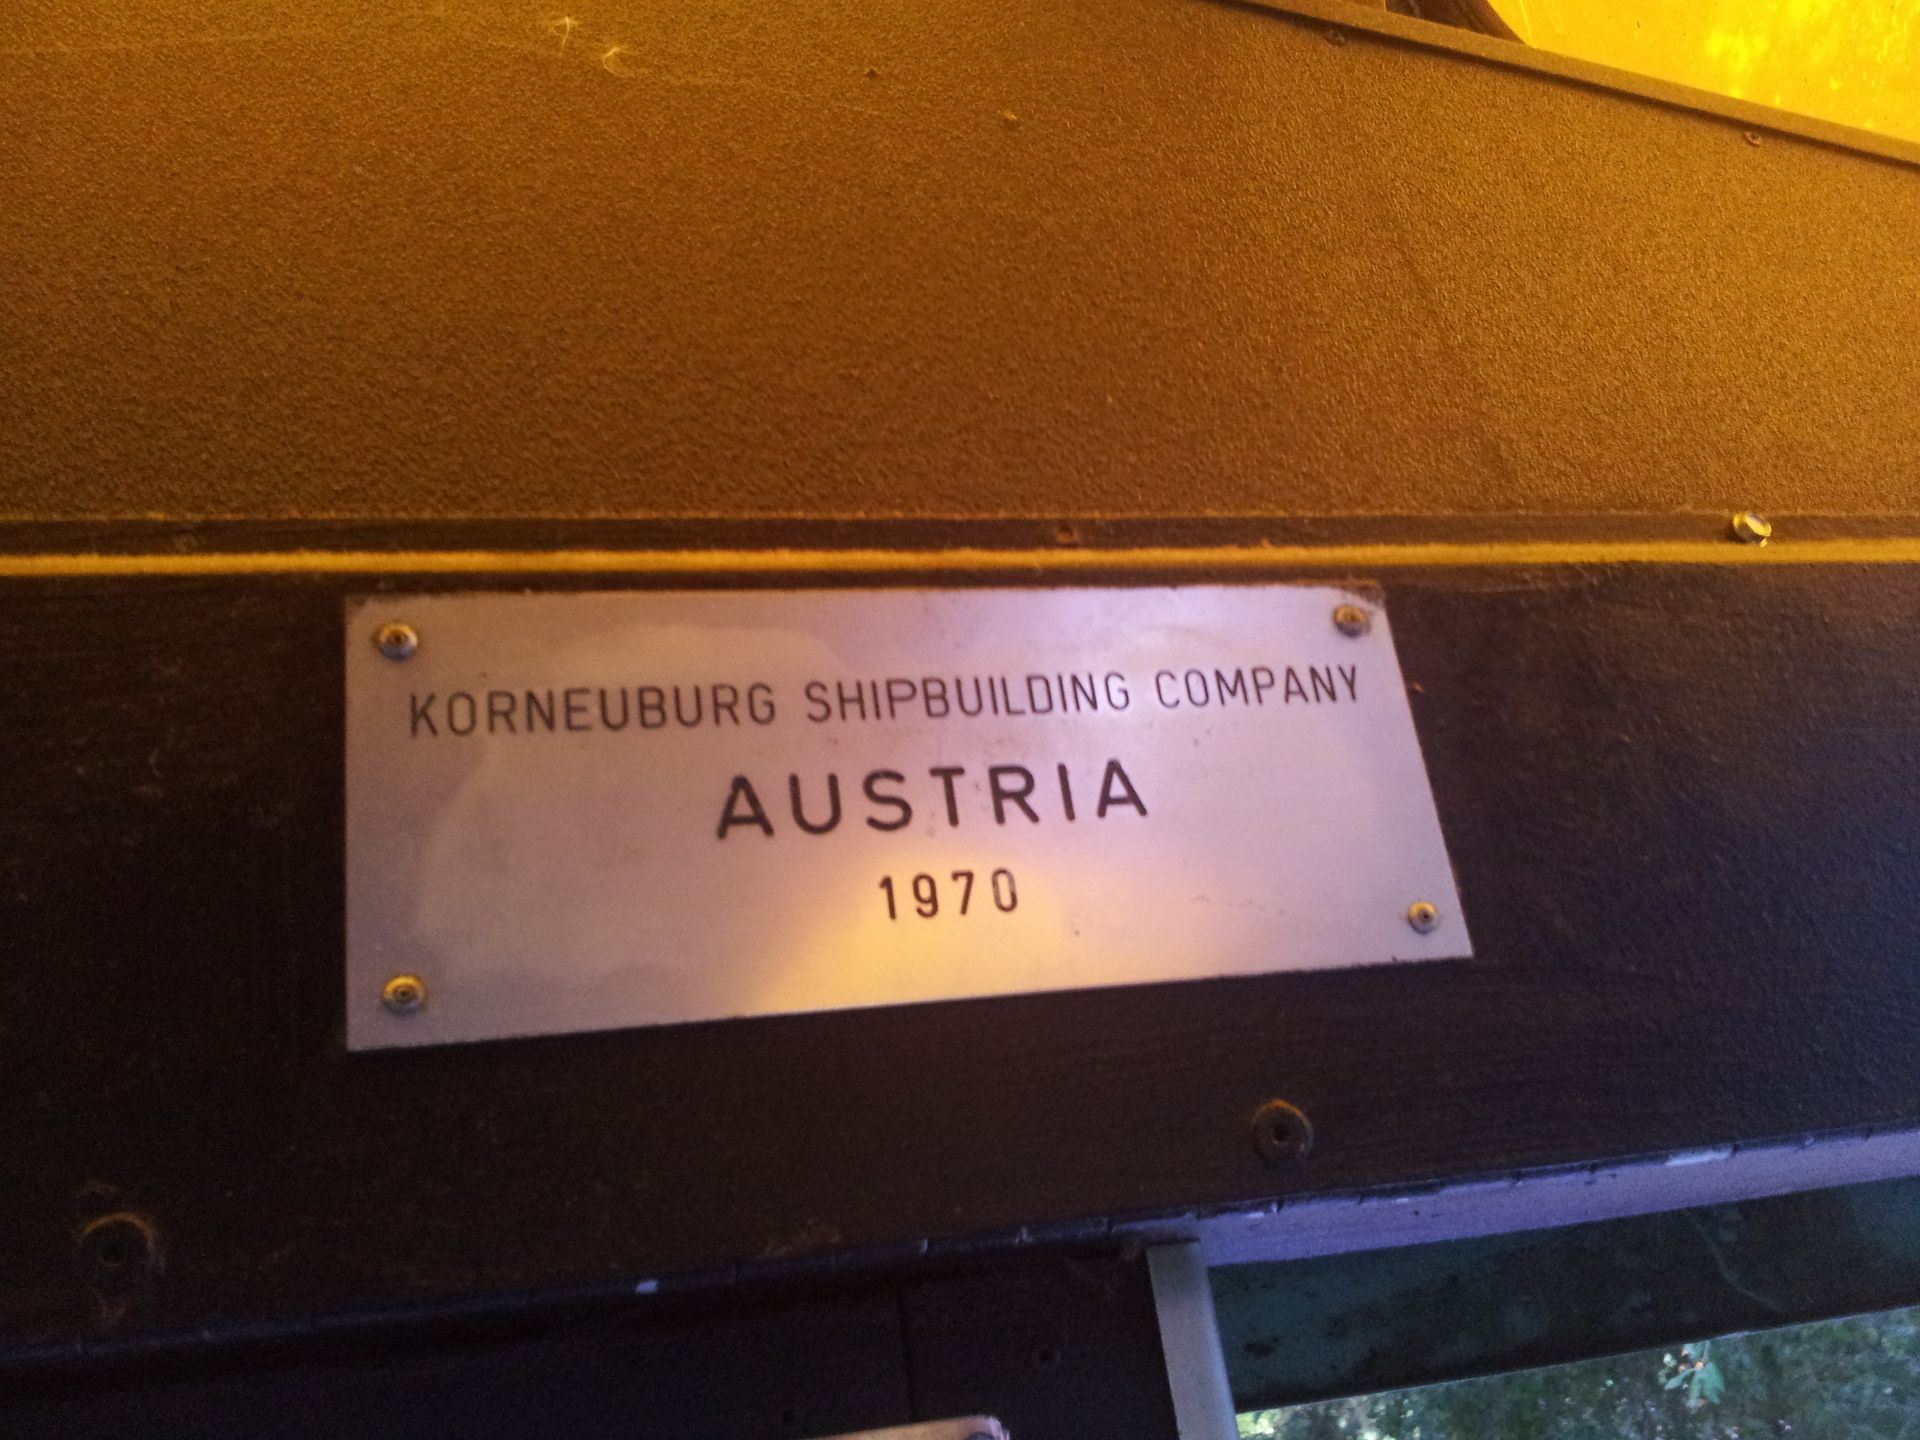 KORNEUBURG SHIPBUILDING COMPANY
AUSTRIA
1970